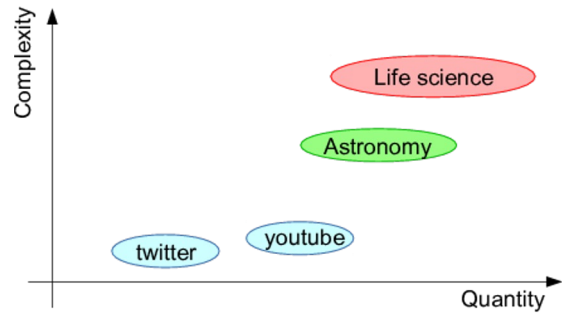 Complexity
Life science
Astronomy
youtube
twitter
Quantity